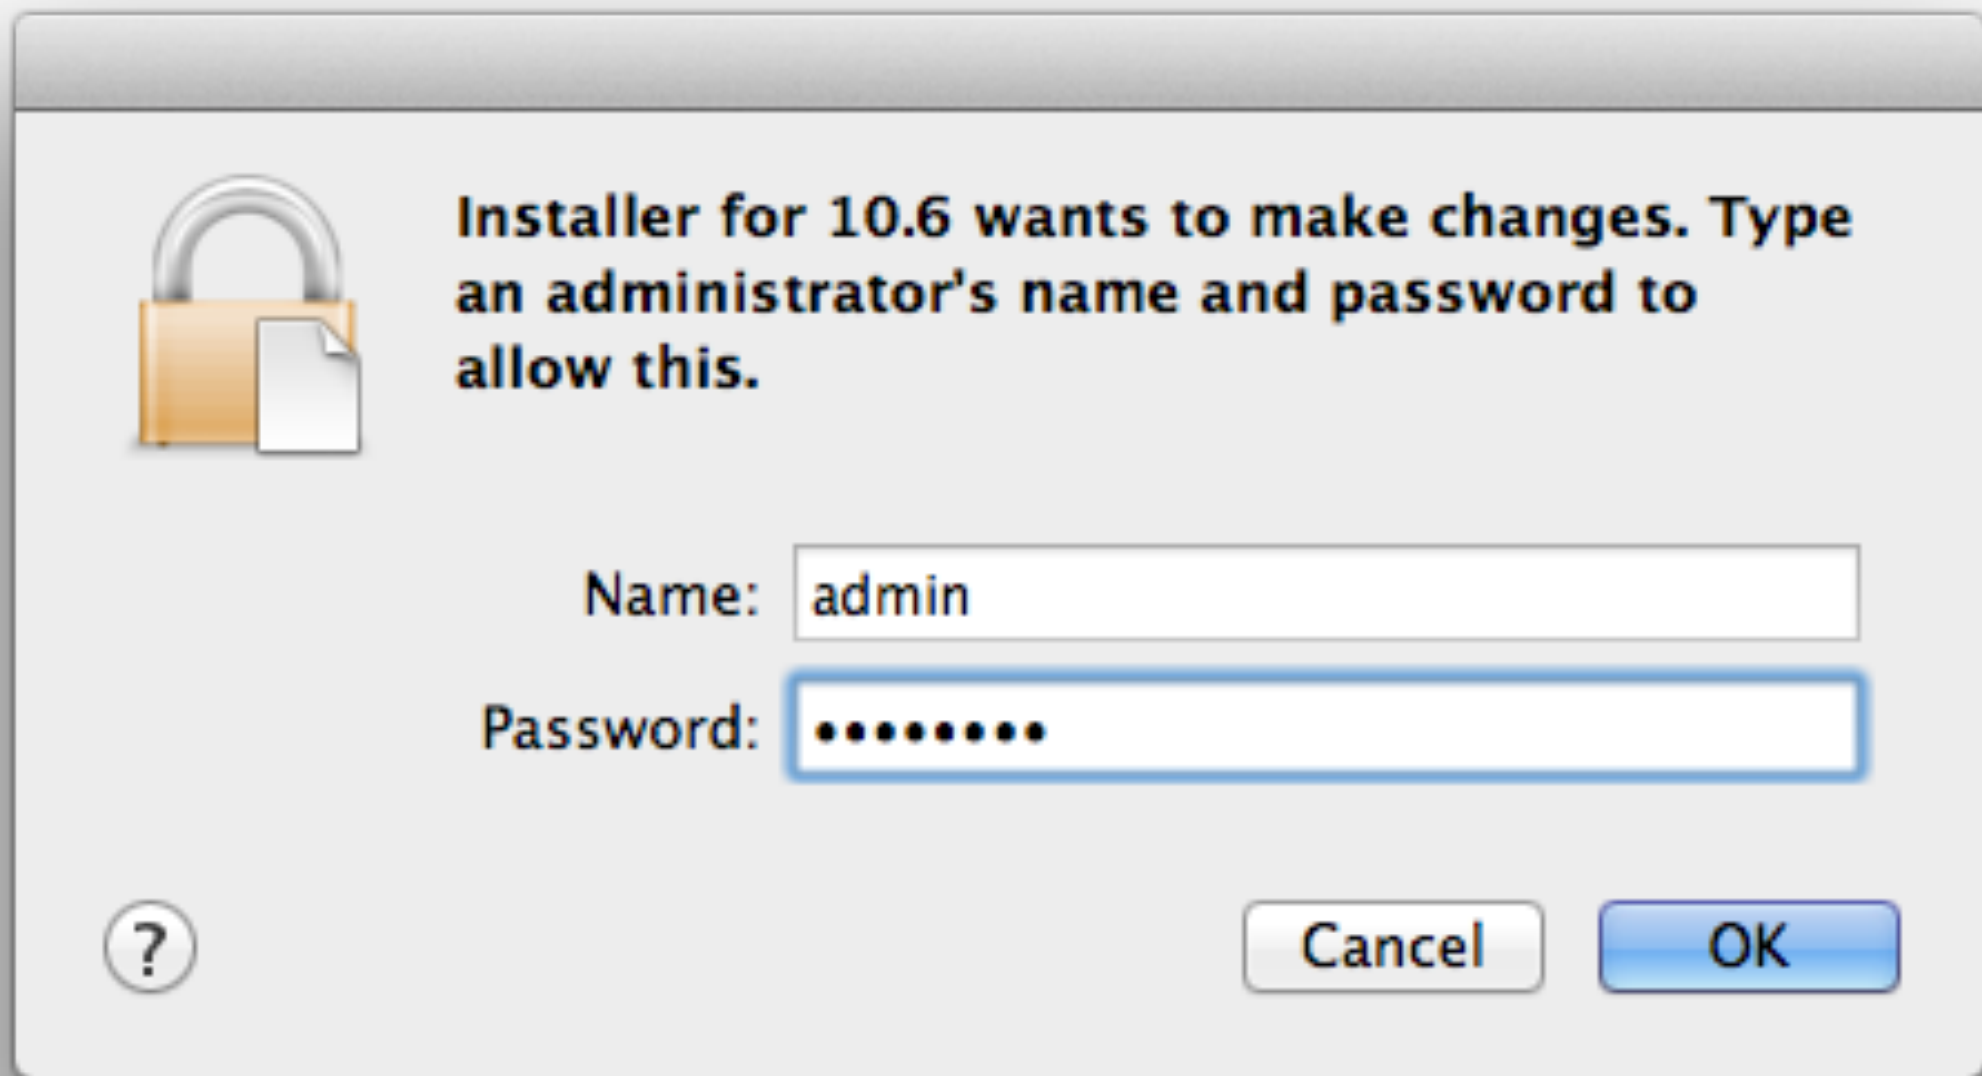 Installer for 10.6 wants to make changes. Type
an administrator's name and password to
allow this.
Name: admin
Password: ••••••••
? Cancel OK